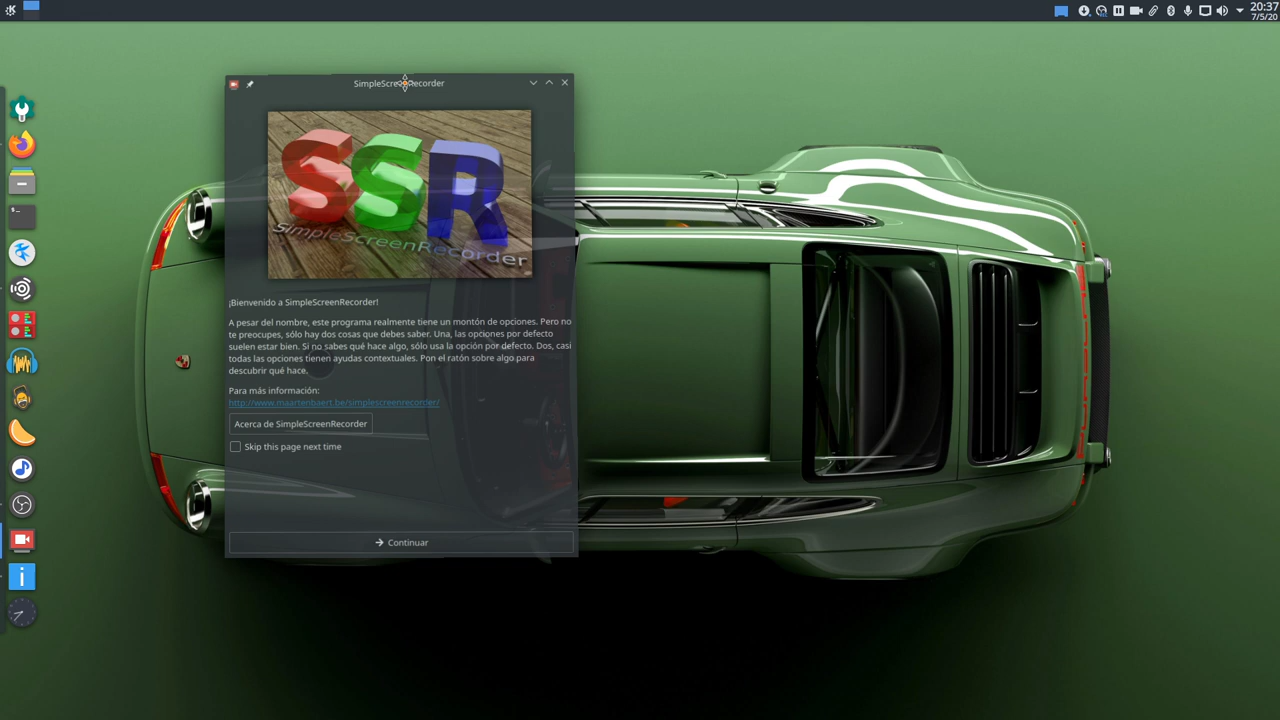 20:37
7/5/20
SimpleScreenRecorder
SSR
SimpleScreenRecorder
¡Bienvenido a SimpleScreenRecorder!
A pesar del nombre, este programa realmente tiene un montón de opciones. Pero no
te preocupes, sólo hay dos cosas que debes saber. Una, las opciones por defecto
suelen estar bien. Si no sabes qué hace algo, sólo usa la opción por defecto. Dos, casi
todas las opciones tienen ayudas contextuales. Pon el ratón sobre algo para
descubrir qué hace.
Para más información:
http://www.maartenbaert.be/simplescreenrecorder/
Acerca de SimpleScreenRecorder
Skip this page next time
Continuar